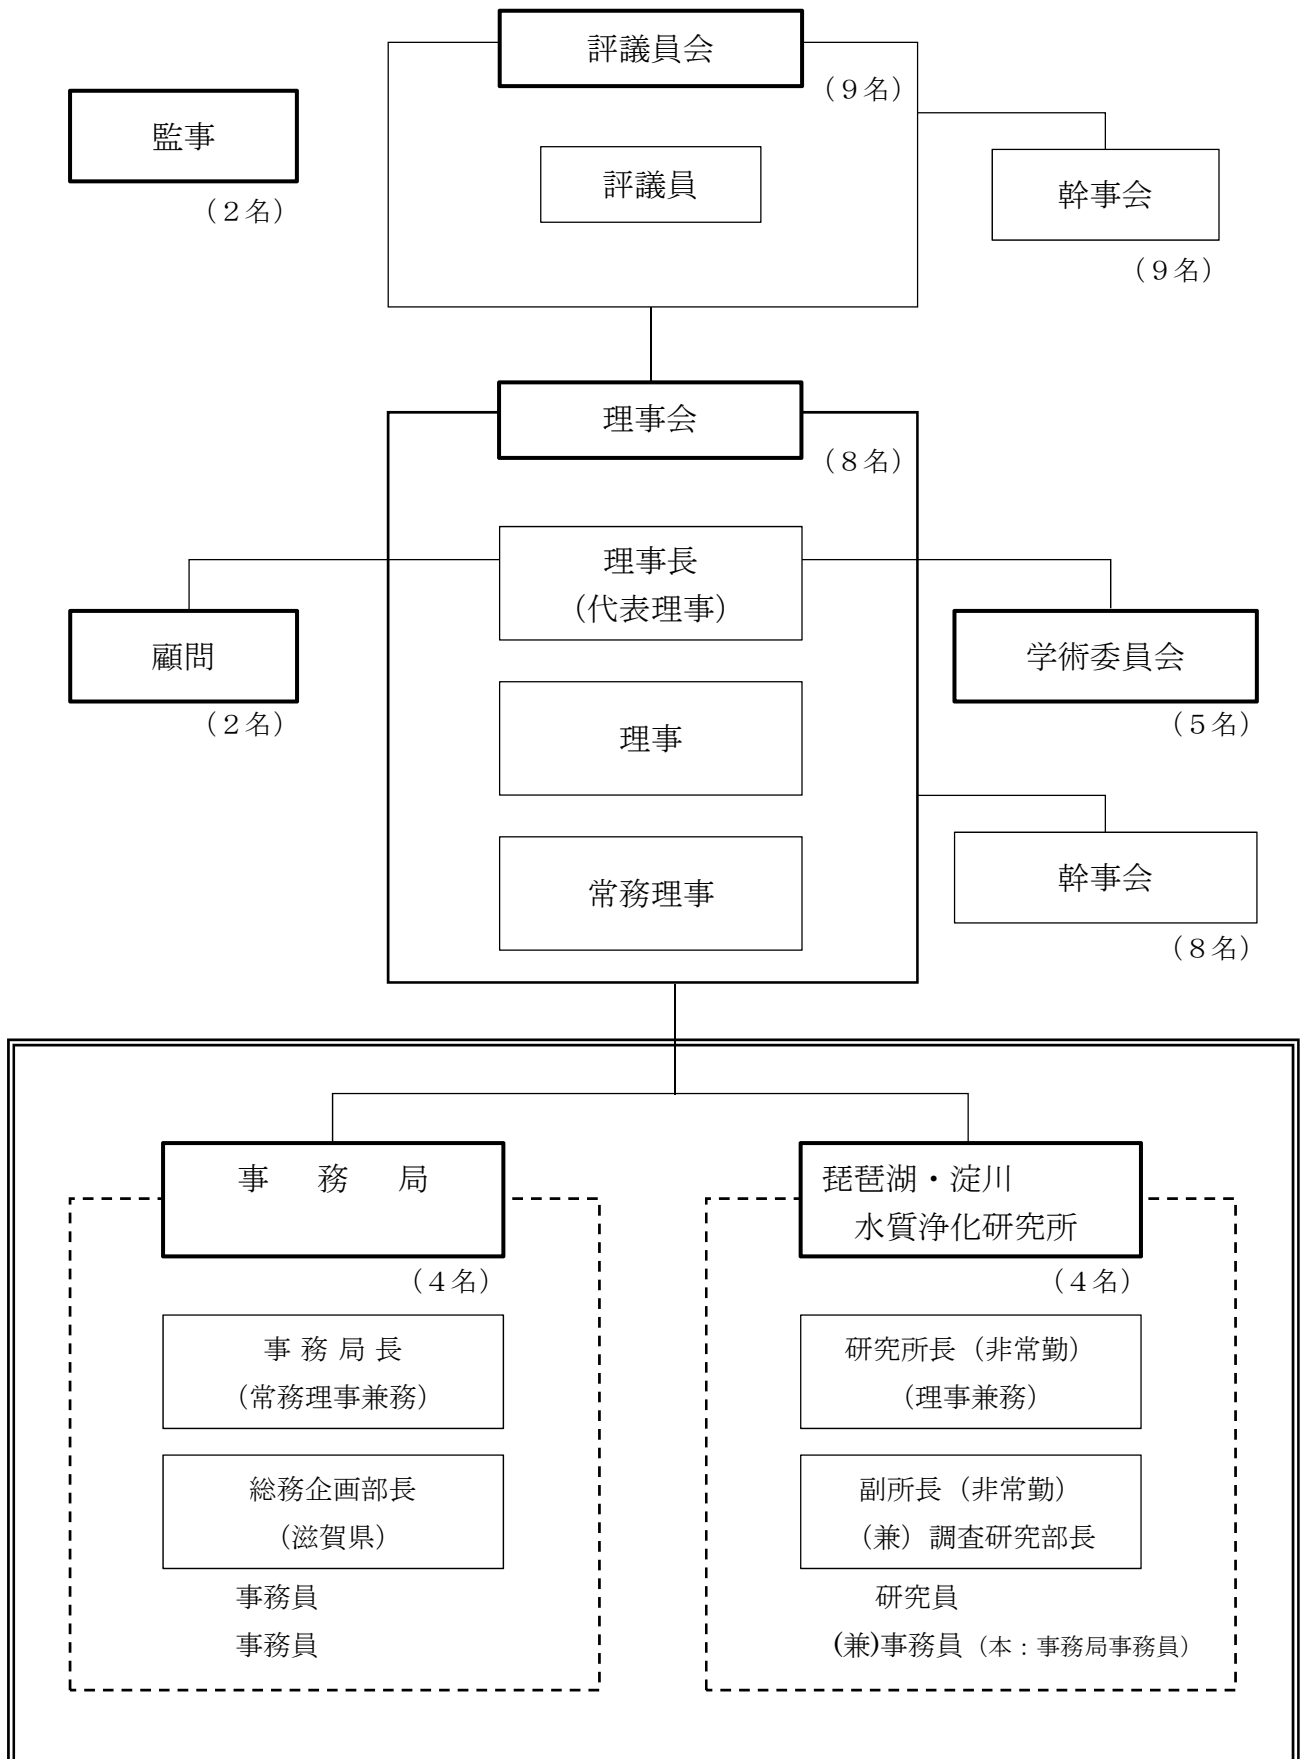 評議員会
（９名）
監事
（２名）
評議員
幹事会
（９名）
理事会
（８名）
理事長
（代表理事）
顧問
（２名）
学術委員会
（５名）
理事
常務理事
幹事会
（８名）
事　務　局
（４名）
事 務 局 長
（常務理事兼務）
総務企画部長
（滋賀県）
事務員
事務員
琵琶湖・淀川
水質浄化研究所
（４名）
研究所長（非常勤）
（理事兼務）
副所長（非常勤）
（兼）調査研究部長
研究員
(兼)事務員（本：事務局事務員）